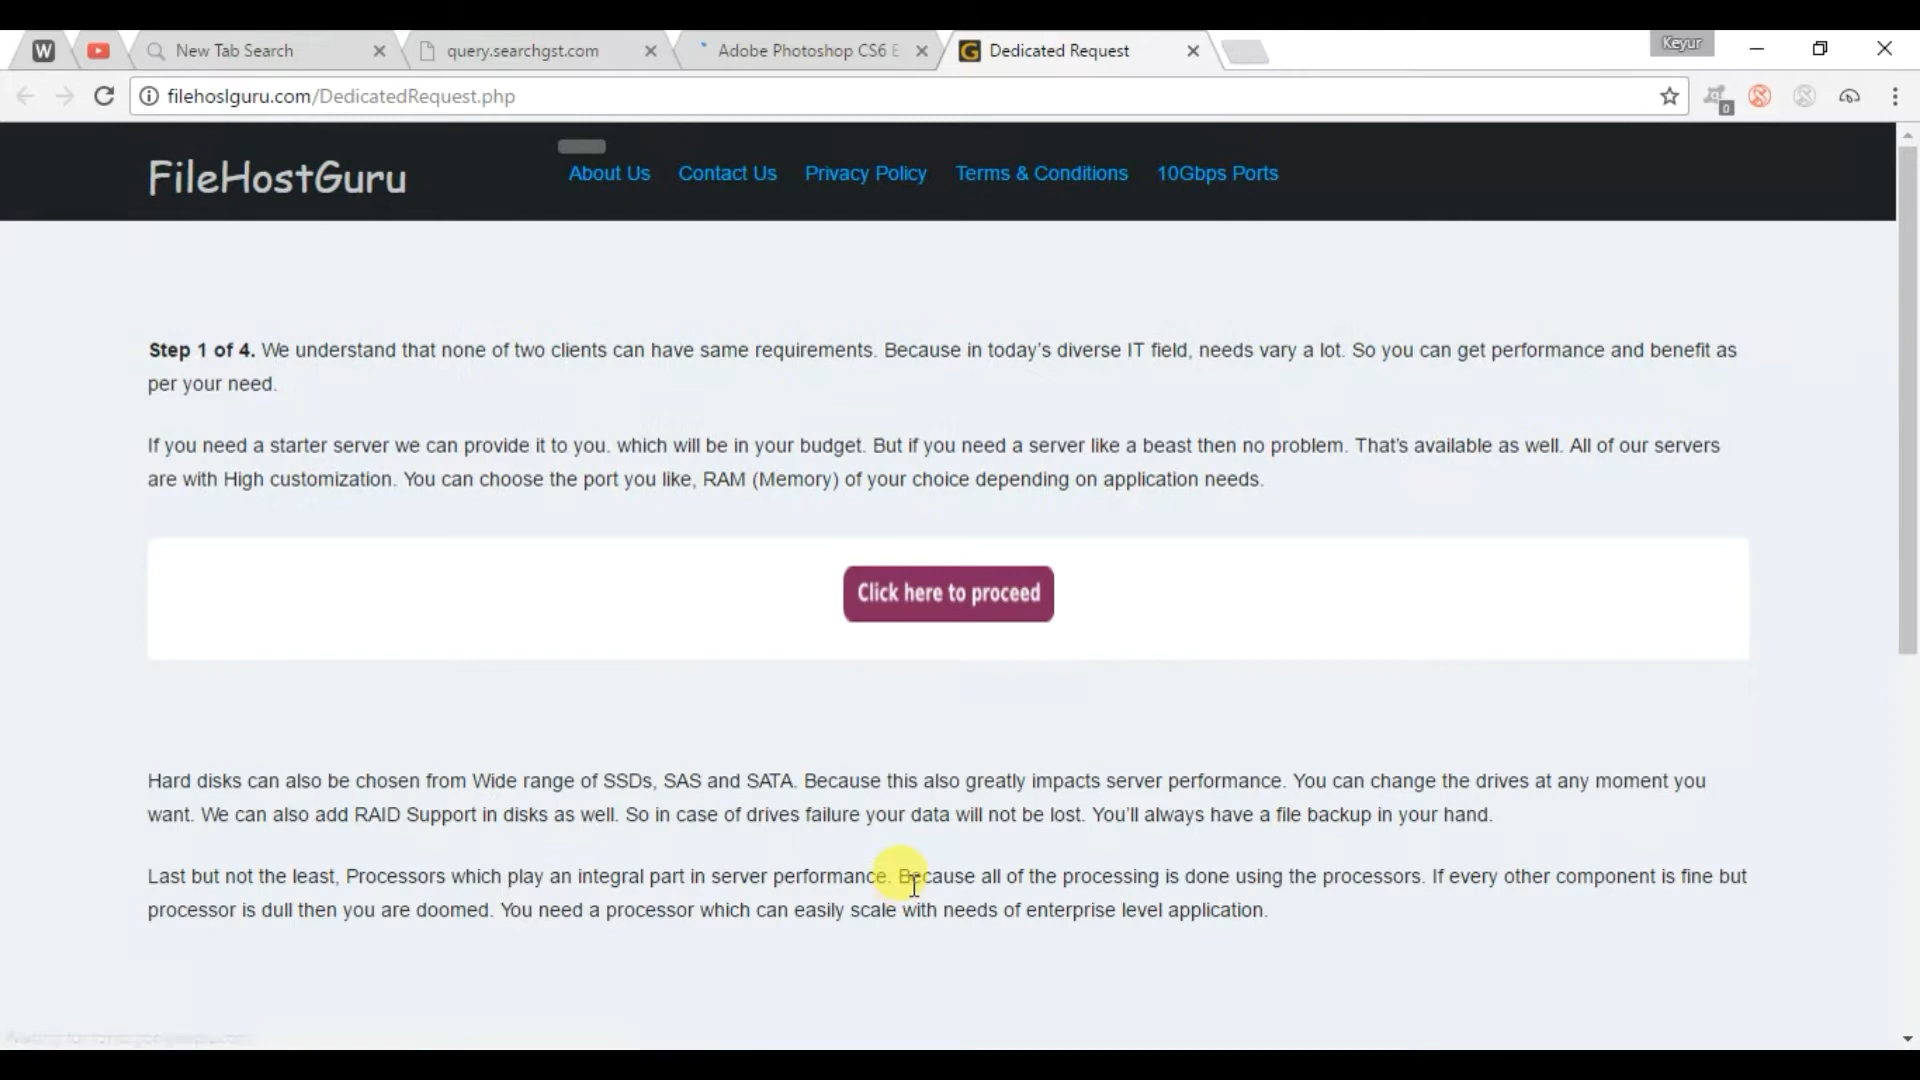 New Tab Search
query.searchgst.com
Adobe Photoshop CS6 E
Dedicated Request
Keyur
filehoslguru.com/DedicatedRequest.php
0
FileHostGuru
About Us
Contact Us
Privacy Policy
Terms & Conditions
10Gbps Ports
Step 1 of 4. We understand that none of two clients can have same requirements. Because in today's diverse IT field, needs vary a lot. So you can get performance and benefit as
per your need.
If you need a starter server we can provide it to you. which will be in your budget. But if you need a server like a beast then no problem. That's available as well. All of our servers
are with High customization. You can choose the port you like, RAM (Memory) of your choice depending on application needs.
Click here to proceed
Hard disks can also be chosen from Wide range of SSDs, SAS and SATA. Because this also greatly impacts server performance. You can change the drives at any moment you
want. We can also add RAID Support in disks as well. So in case of drives failure your data will not be lost. You'll always have a file backup in your hand.
Last but not the least, Processors which play an integral part in server performance. Because all of the processing is done using the processors. If every other component is fine but
processor is dull then you are doomed. You need a processor which can easily scale with needs of enterprise level application.